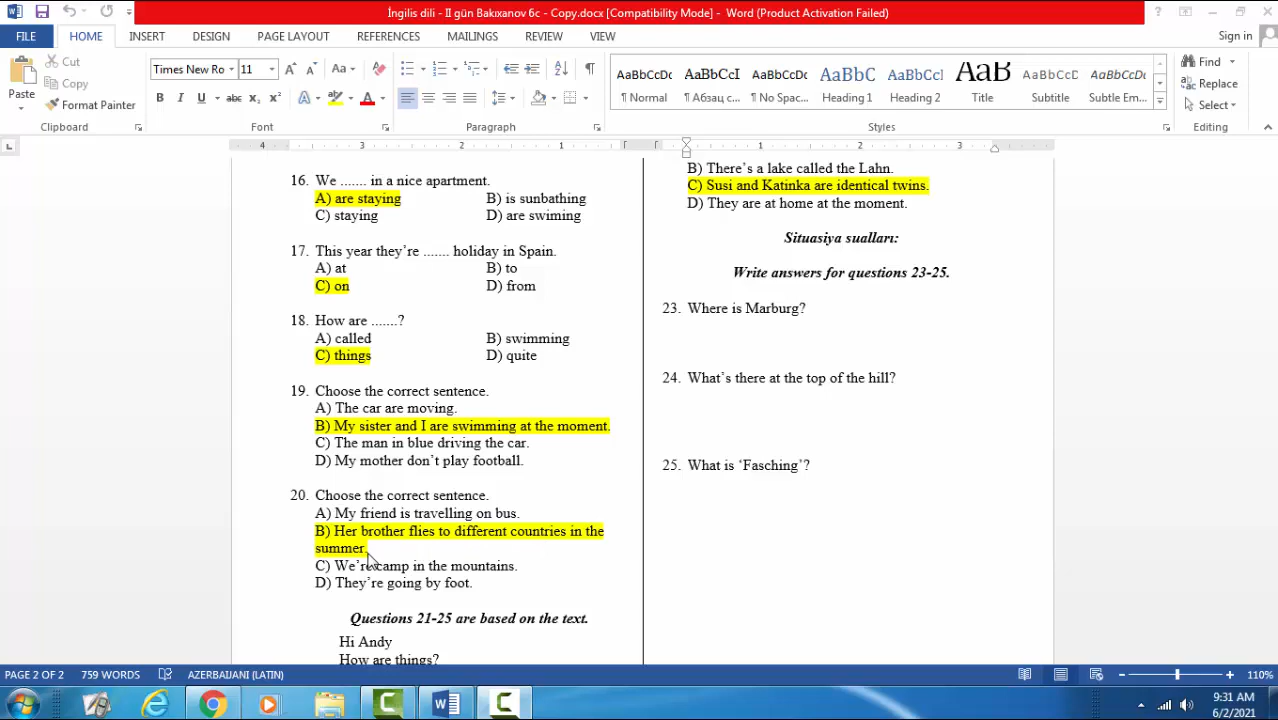 İngilis dili - II gün Bakıxanov 6c - Copy.docx [Compatibility Mode] - Word (Product Activation Failed)
FILE HOME INSERT DESIGN PAGE LAYOUT REFERENCES MAILINGS REVIEW VIEW Sign in
Paste
Cut
Copy
Format Painter
Clipboard
Times New Ro 11
Font
Paragraph
AaBbCcDc AaBbCcI AaBbCcDc AaBbC AaBbCcI AaB AaBbCcD AaBbCcDc
¶ Normal ¶ Абзац с... ¶ No Spac... Heading 1 Heading 2 Title Subtitle Subtle Em...
Styles
Find
Replace
Select
Editing
4 3 2 1 1 2 3
16. We ....... in a nice apartment.
A) are staying B) is sunbathing
C) staying D) are swiming
17. This year they’re ....... holiday in Spain.
A) at B) to
C) on D) from
18. How are .......?
A) called B) swimming
C) things D) quite
19. Choose the correct sentence.
A) The car are moving.
B) My sister and I are swimming at the moment.
C) The man in blue driving the car.
D) My mother don’t play football.
20. Choose the correct sentence.
A) My friend is travelling on bus.
B) Her brother flies to different countries in the
summer.
C) We’re camp in the mountains.
D) They’re going by foot.
Questions 21-25 are based on the text.
Hi Andy
How are things?
B) There’s a lake called the Lahn.
C) Susi and Katinka are identical twins.
D) They are at home at the moment.
Situasiya sualları:
Write answers for questions 23-25.
23. Where is Marburg?
24. What’s there at the top of the hill?
25. What is ‘Fasching’?
PAGE 2 OF 2 759 WORDS AZERBAIJANI (LATIN) 110%
9:31 AM
6/2/2021